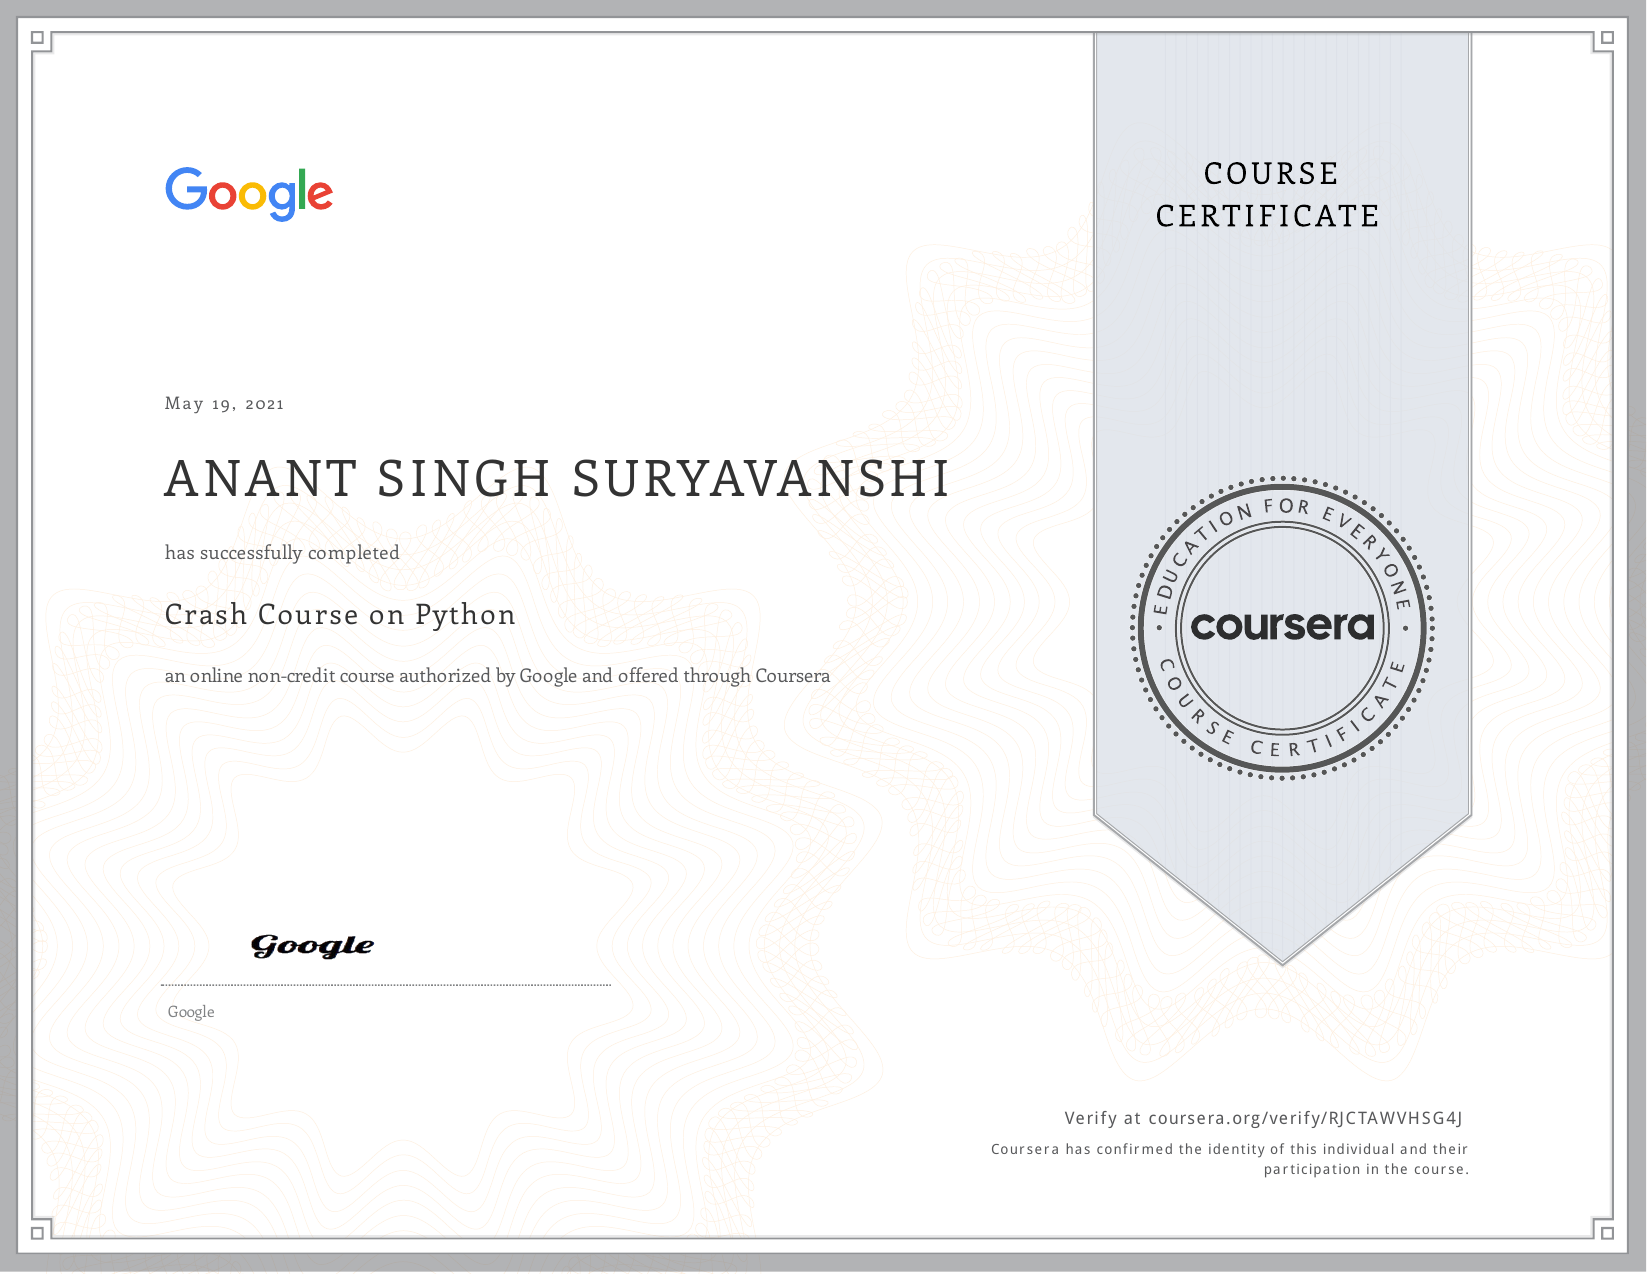 Google
COURSE
CERTIFICATE
May 19, 2021
ANANT SINGH SURYAVANSHI
has successfully completed
Crash Course on Python
an online non-credit course authorized by Google and offered through Coursera
EDUCATION FOR EVERYONE
coursera
COURSE CERTIFICATE
Google
Google
Verify at coursera.org/verify/RJCTAWVHSG4J
Coursera has confirmed the identity of this individual and their
participation in the course.